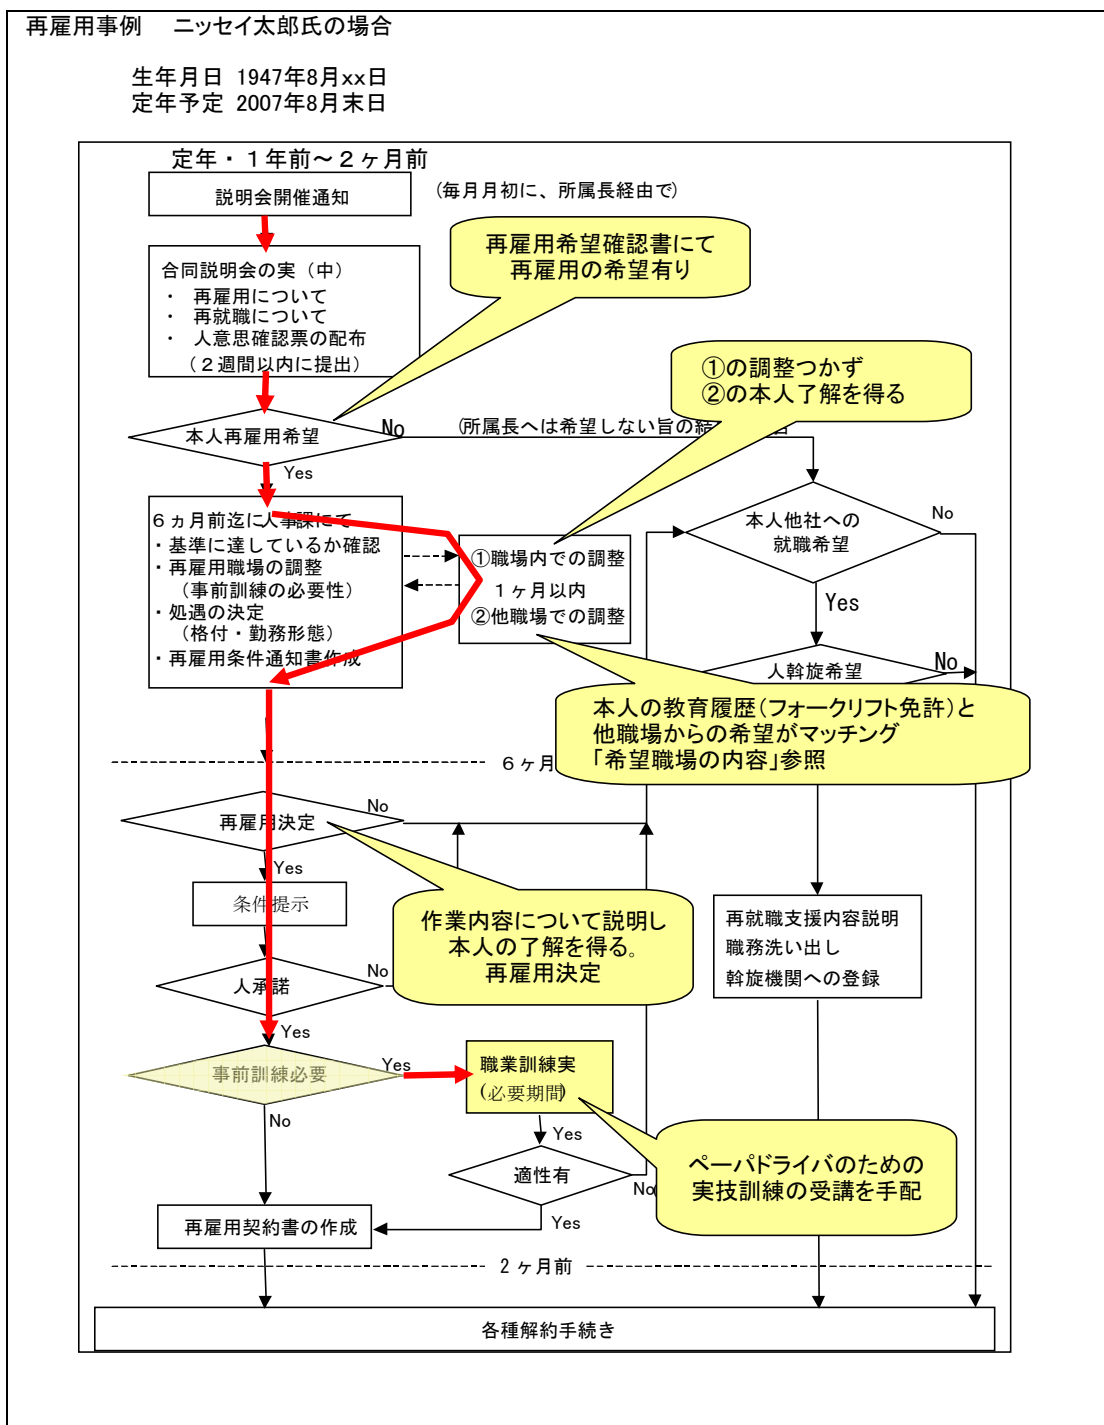 再雇用事例 ニッセイ太郎氏の場合
生年月日 1947年8月xx日
定年予定 2007年8月末日
定年・１年前～２ヶ月前
説明会開催通知
(毎月月初に、所属長経由で)
再雇用希望確認書にて
再雇用の希望有り
合同説明会の実（中）
・ 再雇用について
・ 再就職について
・ 人意思確認票の配布
（２週間以内に提出）
①の調整つかず
②の本人了解を得る
本人再雇用希望
No
(所属長へは希望しない旨の結
Yes
６ヵ月前迄に人事課にて
・基準に達しているか確認
・再雇用職場の調整
（事前訓練の必要性）
・処遇の決定
（格付・勤務形態）
・再雇用条件通知書作成
①職場内での調整
１ヶ月以内
②他職場での調整
本人他社への
就職希望
No
Yes
人斡旋希望
No
本人の教育履歴（フォークリフト免許）と
他職場からの希望がマッチング
「希望職場の内容」参照
６ヶ月
再雇用決定
No
Yes
条件提示
作業内容について説明し
本人の了解を得る。
再雇用決定
再就職支援内容説明
職務洗い出し
斡旋機関への登録
人承諾
No
Yes
事前訓練必要
Yes
No
職業訓練実
(必要期間)
Yes
適性有
No
Yes
ペーパドライバのための
実技訓練の受講を手配
再雇用契約書の作成
2ヶ月前
各種解約手続き